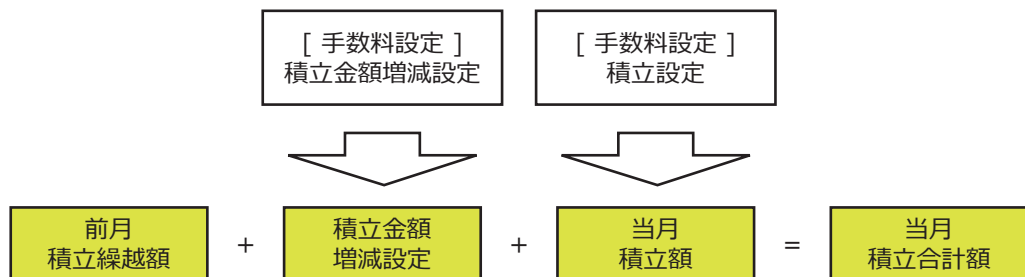 [ 手数料設定 ]
積立金額増減設定
[ 手数料設定 ]
積立設定
前月
積立繰越額
+
積立金額
増減設定
+
当月
積立額
=
当月
積立合計額